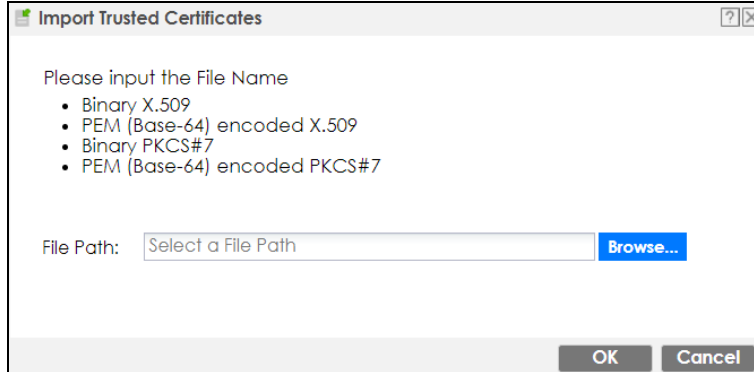 Import Trusted Certificates
?
X
Please input the File Name
• Binary X.509
• PEM (Base-64) encoded X.509
• Binary PKCS#7
• PEM (Base-64) encoded PKCS#7
File Path: Select a File Path Browse...
OK Cancel